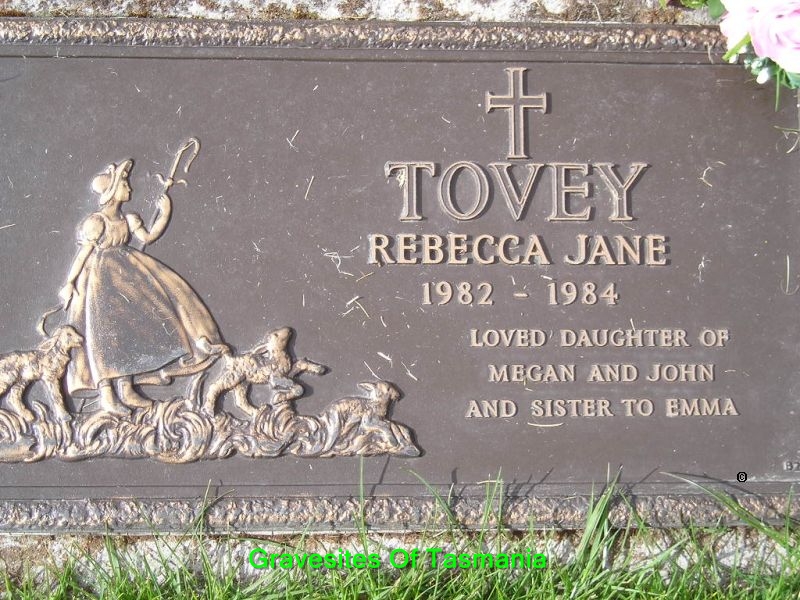 TOVEY
REBECCA JANE
1982 - 1984
LOVED DAUGHTER OF
MEGAN AND JOHN
AND SISTER TO EMMA
©
Gravesites Of Tasmania